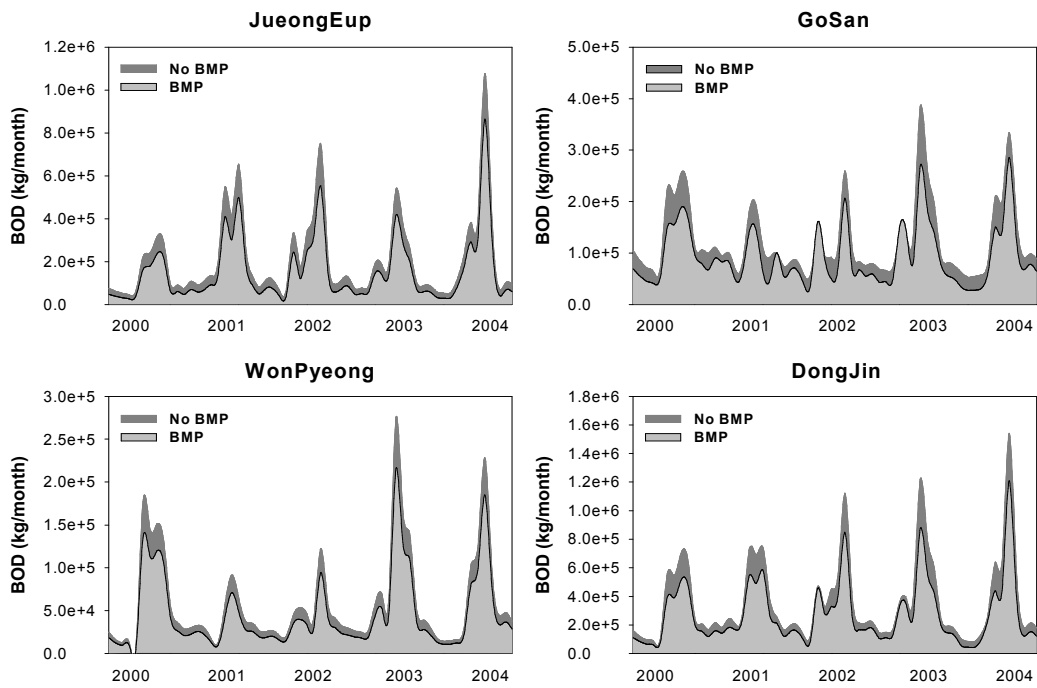 JueongEup
BOD (kg/month)
1.2e+6
1.0e+6
8.0e+5
6.0e+5
4.0e+5
2.0e+5
0.0
No BMP
BMP
2000 2001 2002 2003 2004
GoSan
BOD (kg/month)
5.0e+5
4.0e+5
3.0e+5
2.0e+5
1.0e+5
0.0
No BMP
BMP
2000 2001 2002 2003 2004
WonPyeong
BOD (kg/month)
3.0e+5
2.5e+5
2.0e+5
1.5e+5
1.0e+5
5.0e+4
0.0
No BMP
BMP
2000 2001 2002 2003 2004
DongJin
BOD (kg/month)
1.8e+6
1.6e+6
1.4e+6
1.2e+6
1.0e+6
8.0e+5
6.0e+5
4.0e+5
2.0e+5
0.0
No BMP
BMP
2000 2001 2002 2003 2004